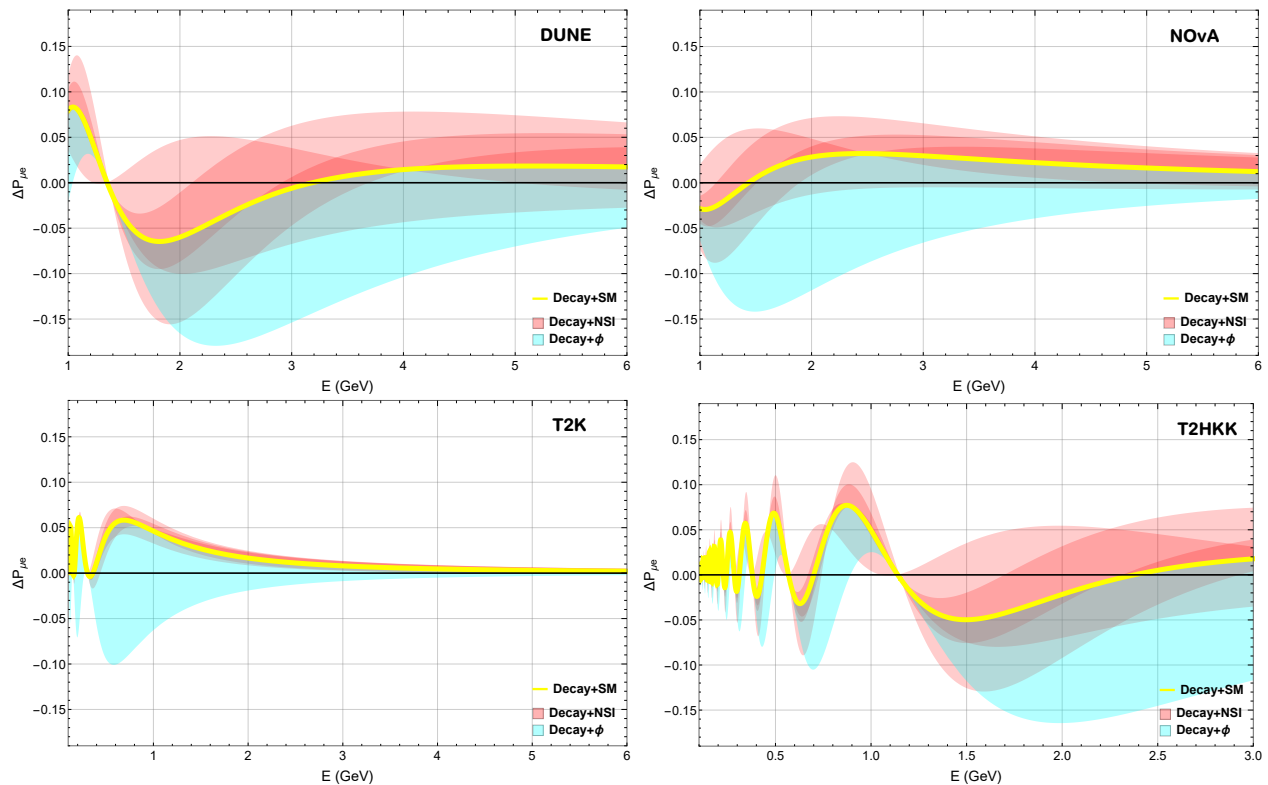 DUNE
0.15
0.10
0.05
0.00
−0.05
−0.10
−0.15
ΔPμe
Decay+SM
Decay+NSI
Decay+ϕ
1 2 3 4 5 6
E (GeV)
NOvA
0.15
0.10
0.05
0.00
−0.05
−0.10
−0.15
ΔPμe
Decay+SM
Decay+NSI
Decay+ϕ
1 2 3 4 5 6
E (GeV)
T2K
0.15
0.10
0.05
0.00
−0.05
−0.10
−0.15
ΔPμe
Decay+SM
Decay+NSI
Decay+ϕ
1 2 3 4 5 6
E (GeV)
T2HKK
0.15
0.10
0.05
0.00
−0.05
−0.10
−0.15
ΔPμe
Decay+SM
Decay+NSI
Decay+ϕ
0.5 1.0 1.5 2.0 2.5 3.0
E (GeV)